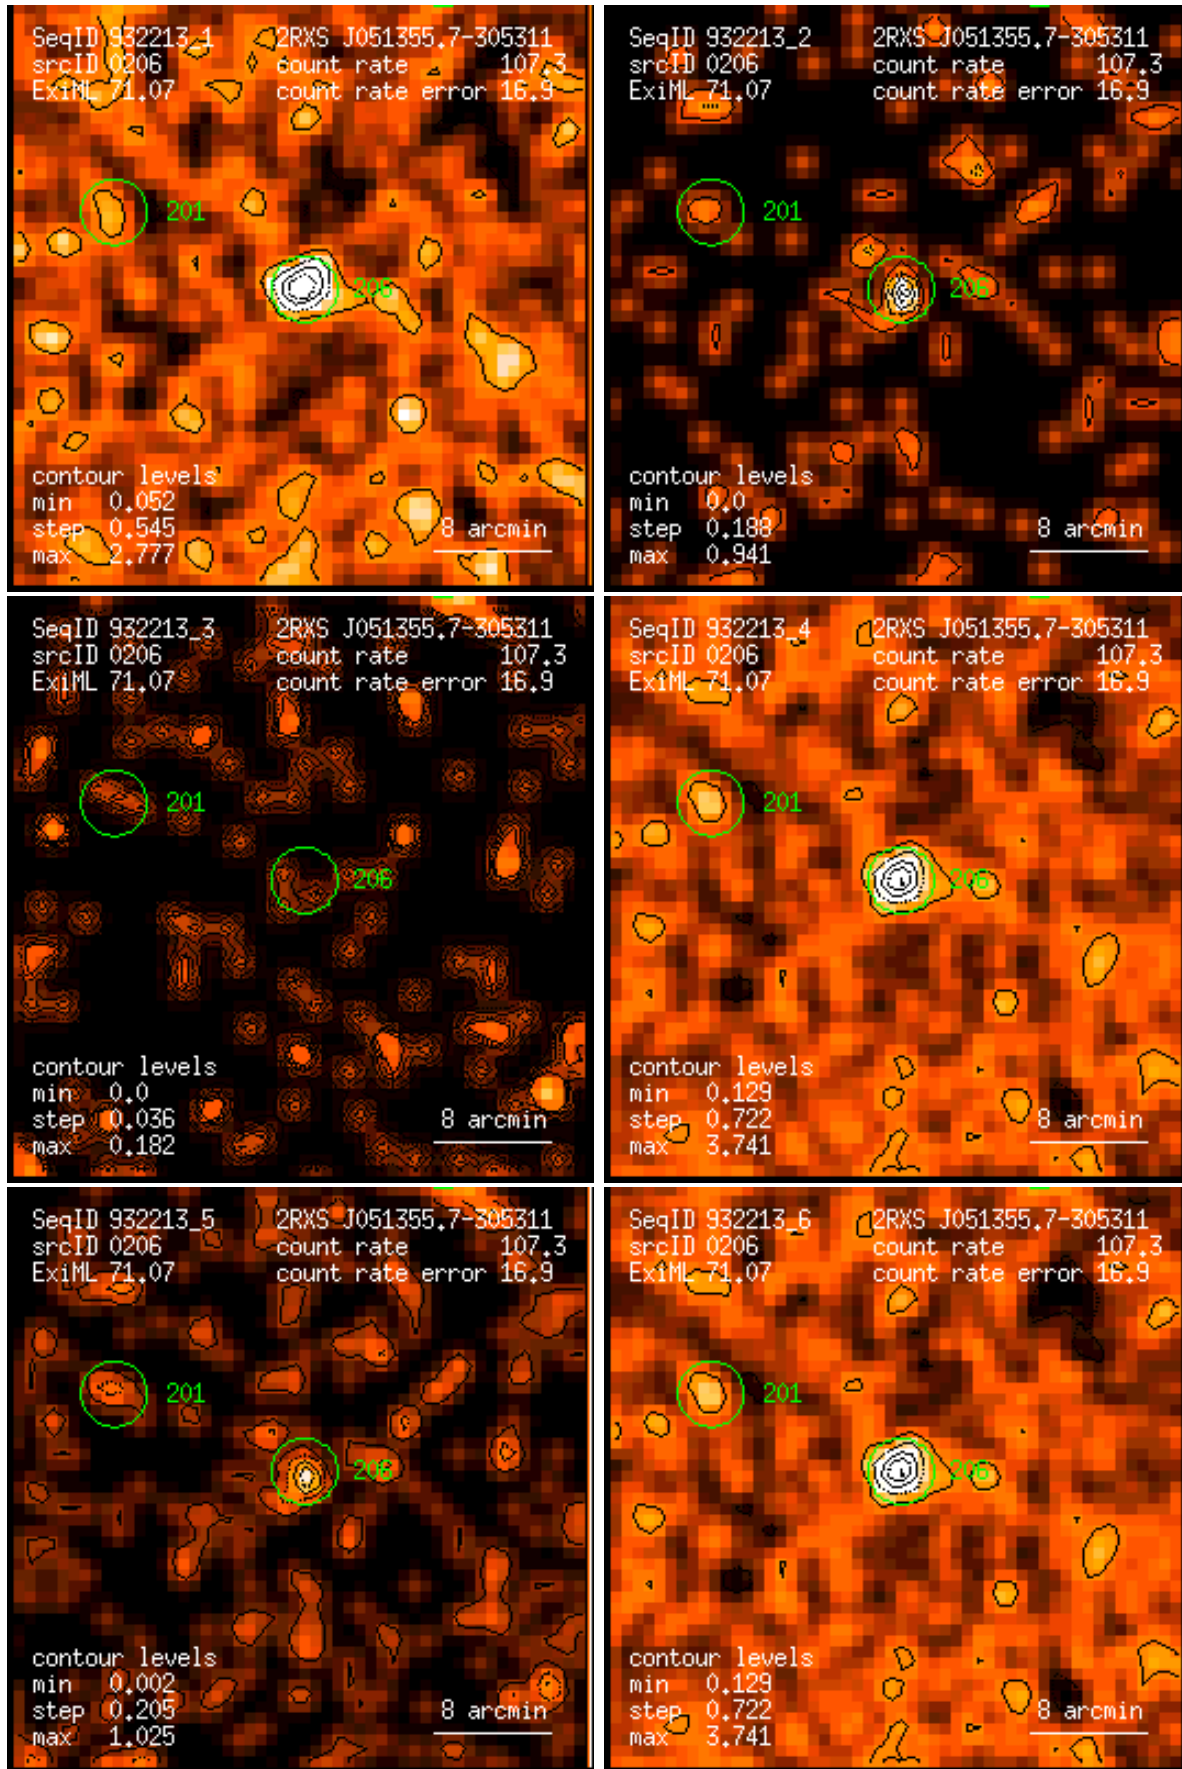 SeqID 932213_1 2RXS J051355.7-305311
srcID 0206 count rate 107.3
ExiML 71.07 count rate error 16.9
201
206
contour levels
min 0.052
step 0.545
max 2.777
8 arcmin
SeqID 932213_2 2RXS J051355.7-305311
srcID 0206 count rate 107.3
ExiML 71.07 count rate error 16.9
201
206
contour levels
min 0.0
step 0.188
max 0.941
8 arcmin
SeqID 932213_3 2RXS J051355.7-305311
srcID 0206 count rate 107.3
ExiML 71.07 count rate error 16.9
201
206
contour levels
min 0.0
step 0.036
max 0.182
8 arcmin
SeqID 932213_4 2RXS J051355.7-305311
srcID 0206 count rate 107.3
ExiML 71.07 count rate error 16.9
201
206
contour levels
min 0.129
step 0.722
max 3.741
8 arcmin
SeqID 932213_5 2RXS J051355.7-305311
srcID 0206 count rate 107.3
ExiML 71.07 count rate error 16.9
201
206
contour levels
min 0.002
step 0.205
max 1.025
8 arcmin
SeqID 932213_6 2RXS J051355.7-305311
srcID 0206 count rate 107.3
ExiML 71.07 count rate error 16.9
201
206
contour levels
min 0.129
step 0.722
max 3.741
8 arcmin